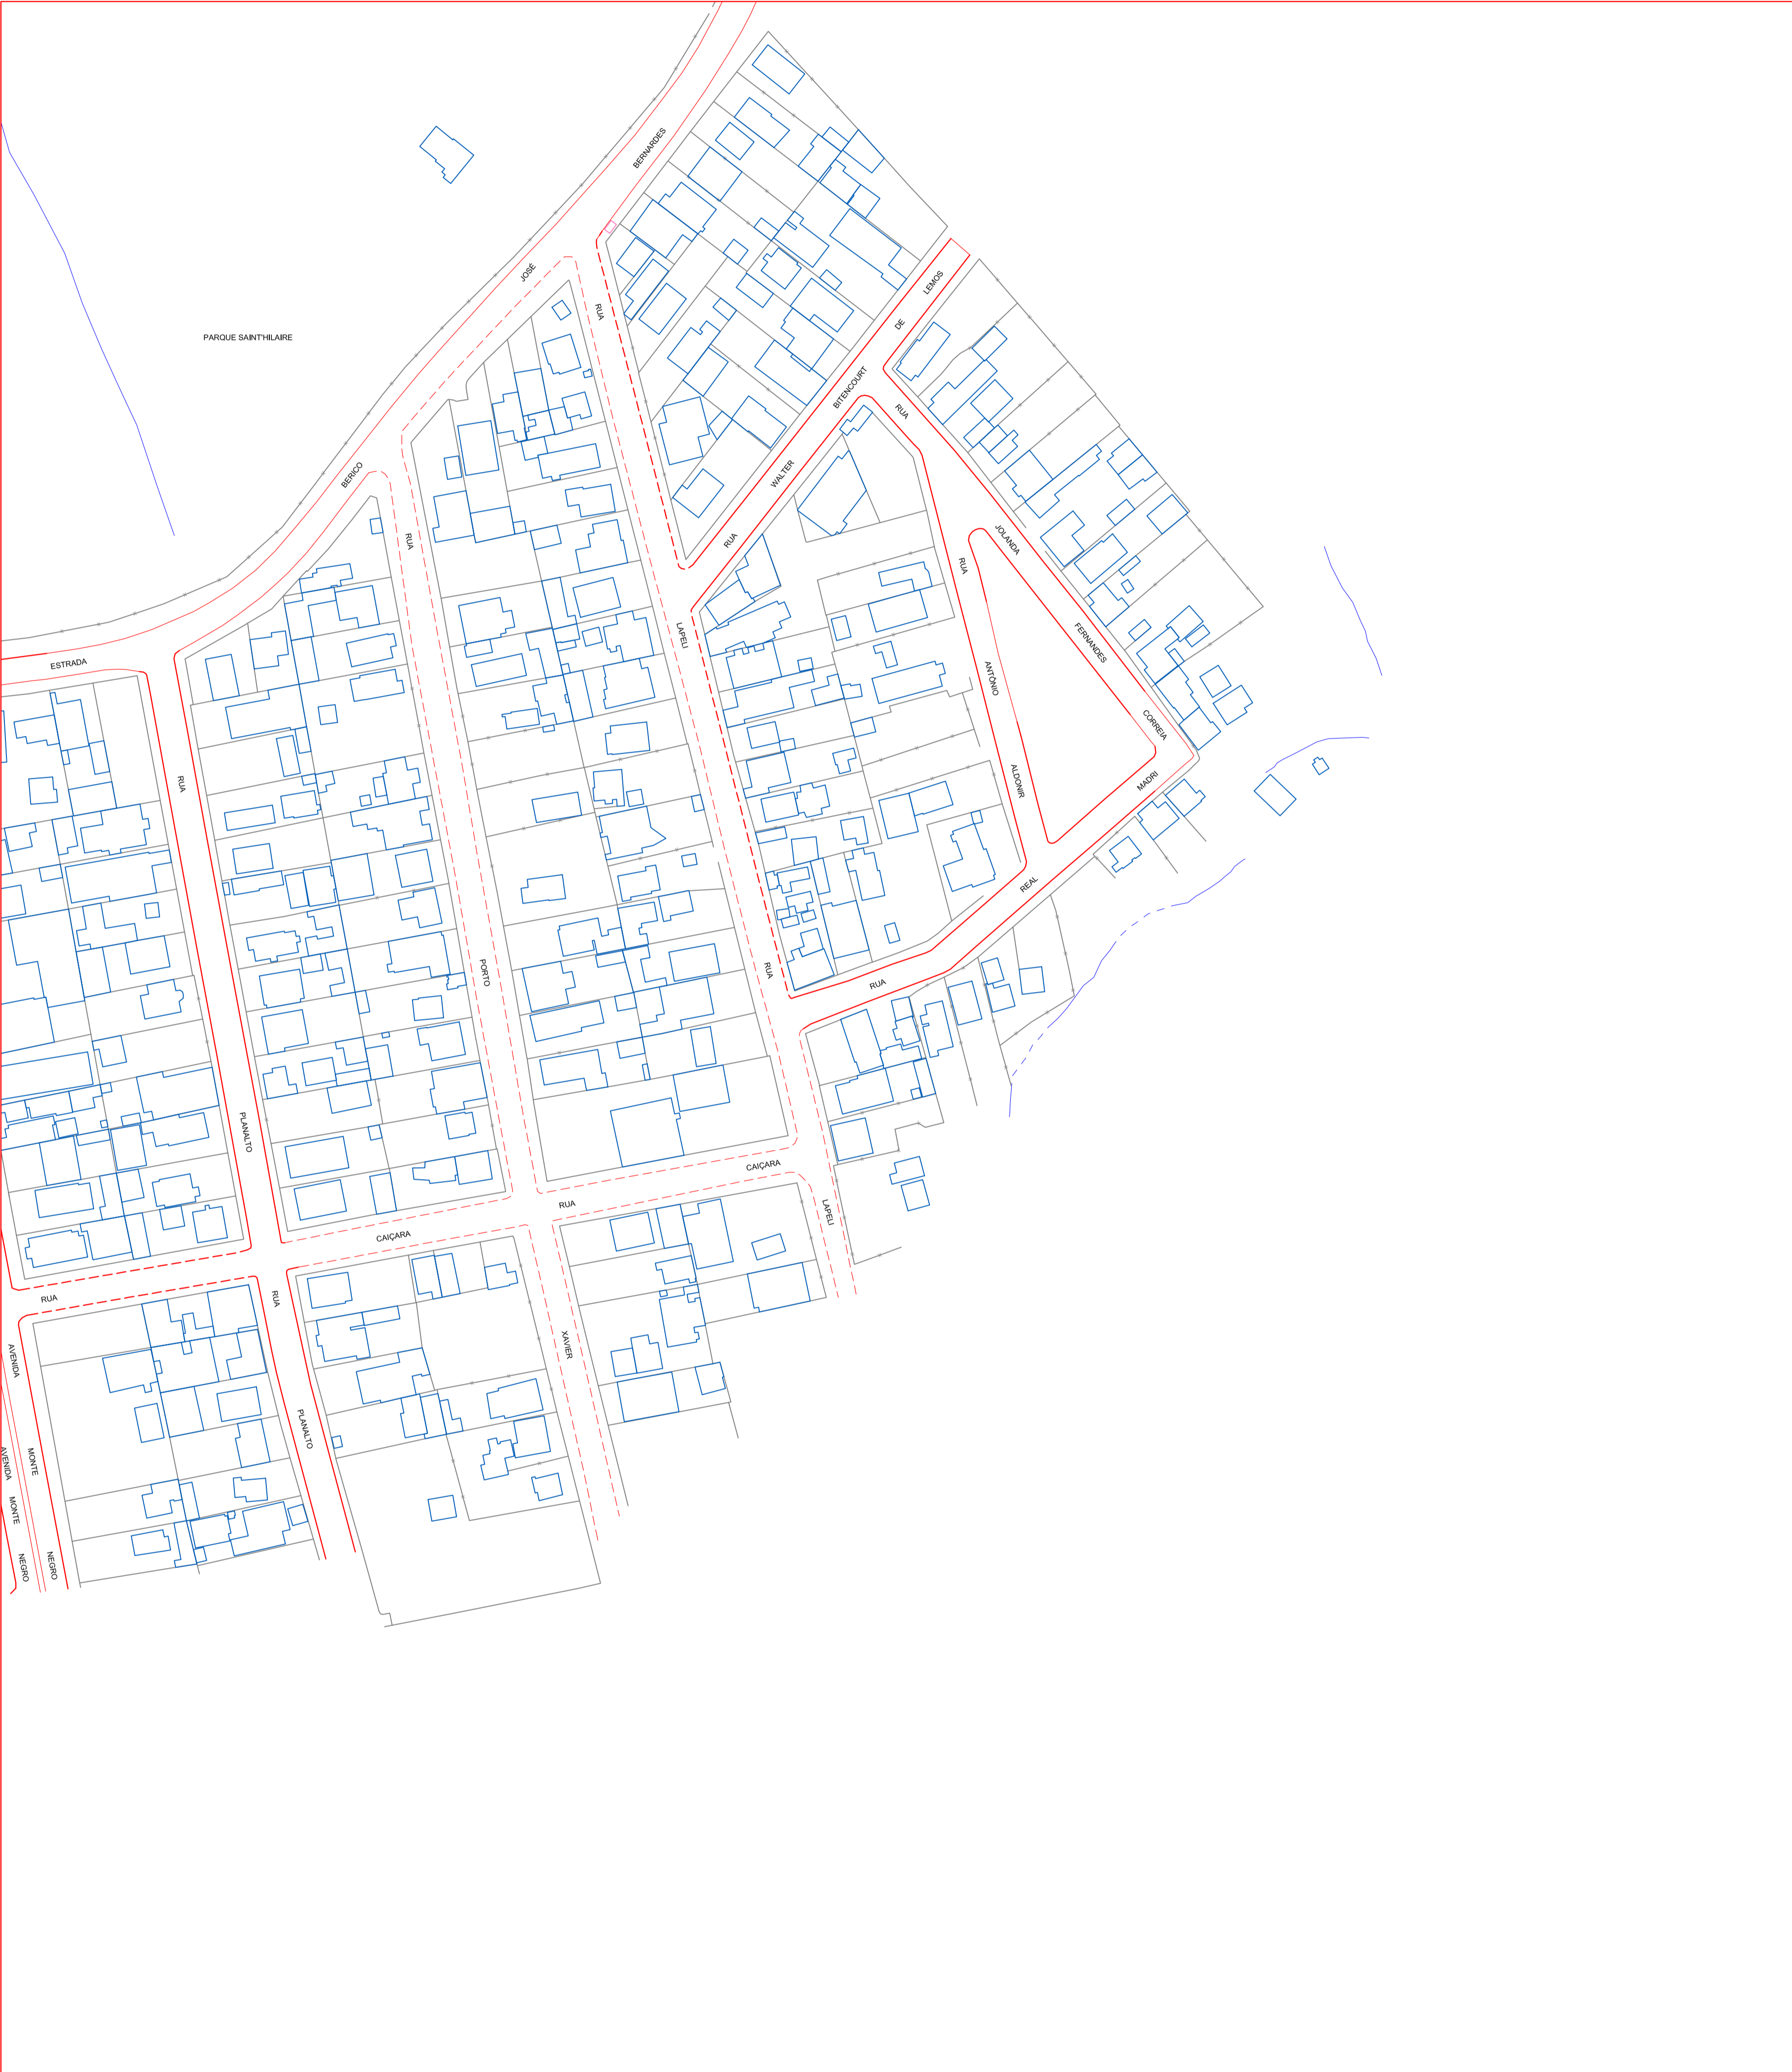 BERNARDES
JOSÉ
LEMOS
RUA
DE
PARQUE SAINT'HILAIRE
BITENCOURT
RUA
BERICO
WALTER
RUA
RUA
JOLANDA
RUA
LAPELI
FERNANDES
ESTRADA
ANTÔNIO
CORREIA
RUA
ALDONIR
MADRI
REAL
PORTO
RUA
RUA
PLANALTO
CAIÇARA
RUA
LAPELI
CAIÇARA
RUA
RUA
XAVIER
AVENIDA
PLANALTO
MONTE
AVENIDA
MONTE
NEGRO
NEGRO